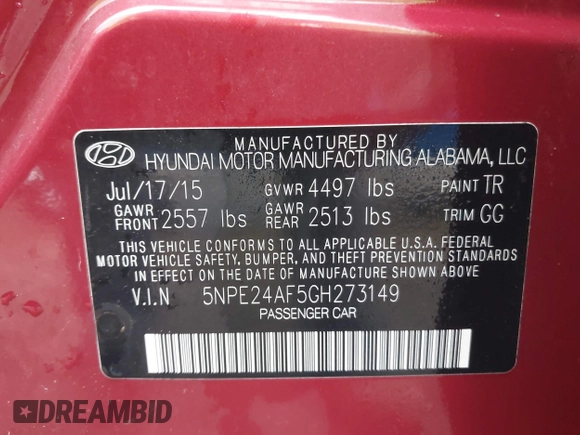 MANUFACTURED BY
HYUNDAI MOTOR MANUFACTURING ALABAMA, LLC
Jul/17/15 GVWR 4497 lbs PAINT TR
GAWR FRONT 2557 lbs GAWR REAR 2513 lbs TRIM GG
THIS VEHICLE CONFORMS TO ALL APPLICABLE U.S.A. FEDERAL
MOTOR VEHICLE SAFETY, BUMPER, AND THEFT PREVENTION STANDARDS
IN EFFECT ON THE DATE OF MANUFACTURE SHOWN ABOVE
V.I.N 5NPE24AF5GH273149
PASSENGER CAR
DREAMBID